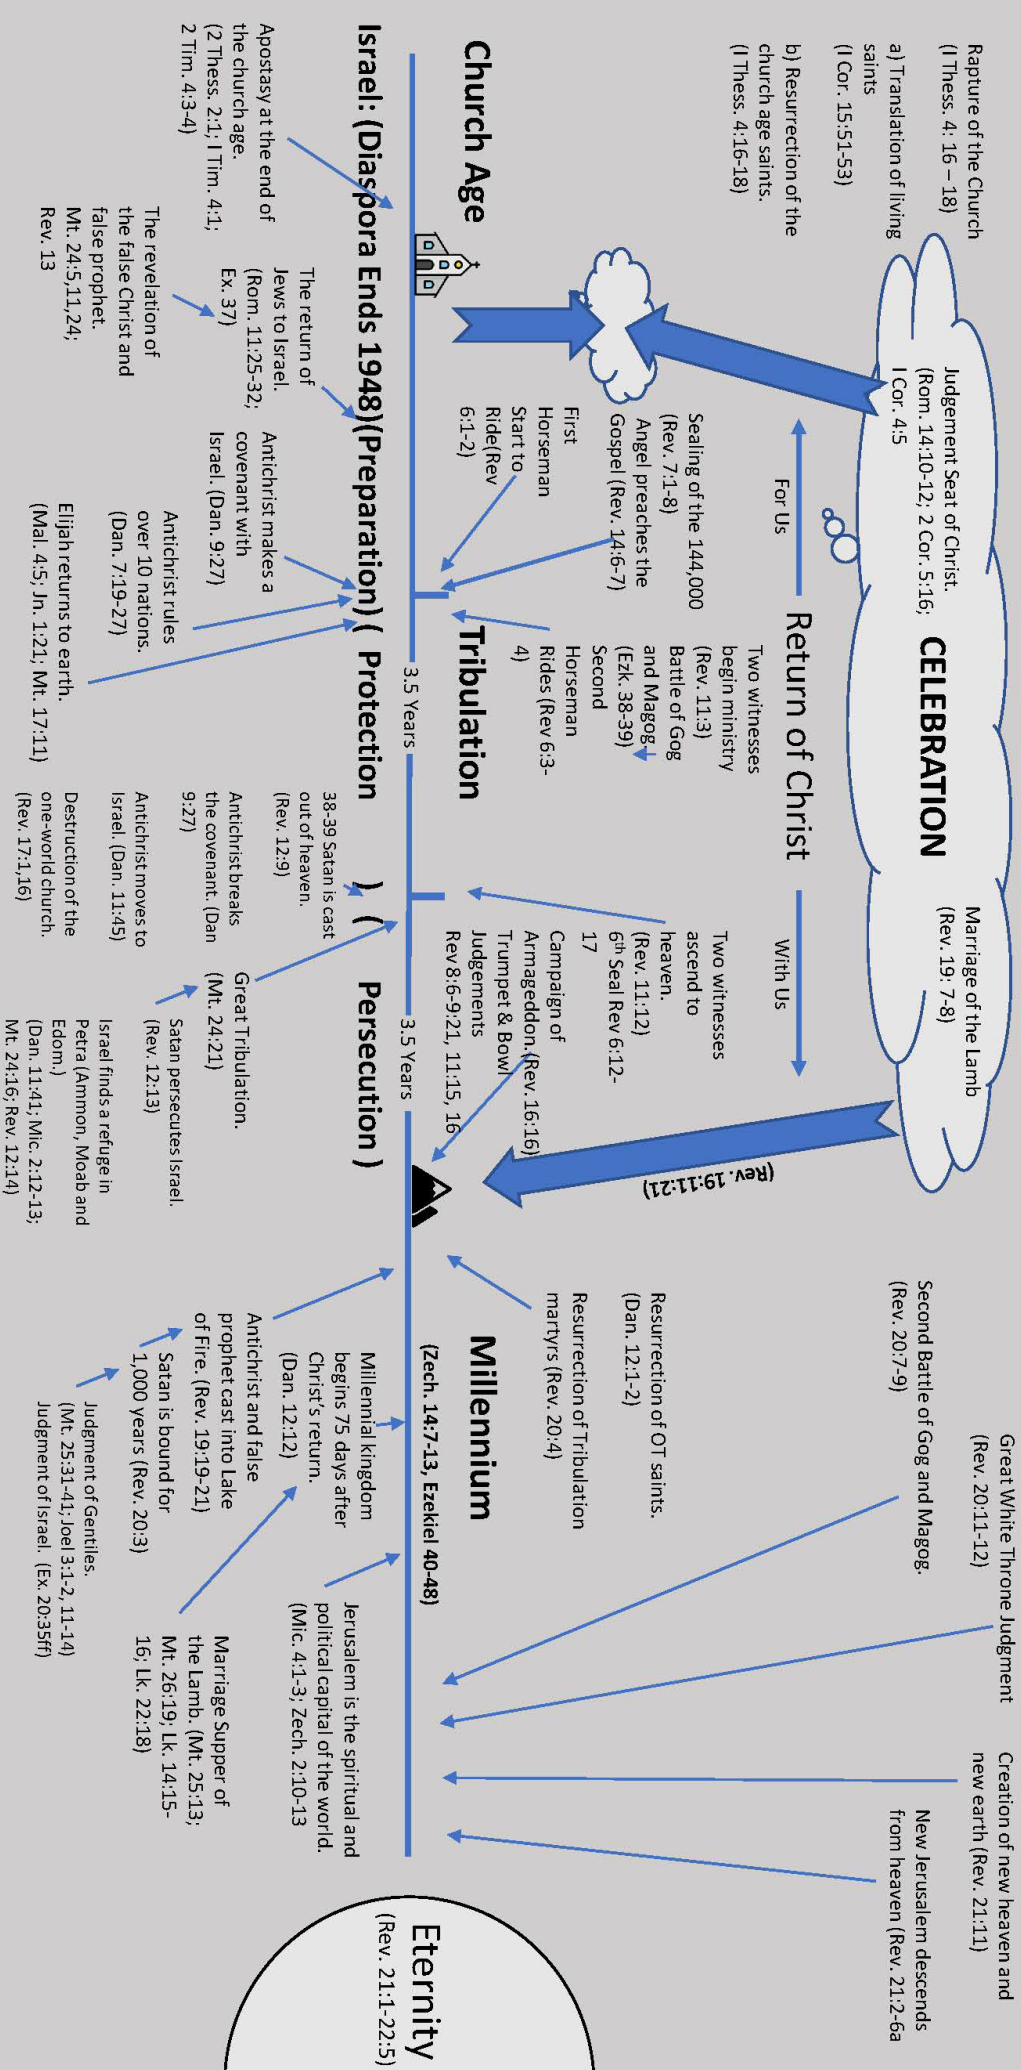 Rapture of the Church
(I Thess. 4: 16 – 18)
a) Translation of living
saints
(I Cor. 15:51-53)
b) Resurrection of the
church age saints.
(I Thess. 4:16-18)
Judgement Seat of Christ.
(Rom. 14:10-12; 2 Cor. 5:16;
I Cor. 4:5
CELEBRATION
Marriage of the Lamb
(Rev. 19: 7-8)
For Us
Return of Christ
With Us
(Rev. 19:11:21)
Second Battle of Gog and Magog.
(Rev. 20:7-9)
Great White Throne Judgment
(Rev. 20:11-12)
Creation of new heaven and
new earth (Rev. 21:11)
New Jerusalem descends
from heaven (Rev. 21:2-6a
Sealing of the 144,000
(Rev. 7:1-8)
Angel preaches the
Gospel (Rev. 14:6-7)
First
Horseman
Start to
Ride(Rev
6:1-2)
Two witnesses
begin ministry
(Rev. 11:3)
Battle of Gog
and Magog
(Ezk. 38-39)
Second
Horseman
Rides (Rev 6:3-
4)
Two witnesses
ascend to
heaven.
(Rev. 11:12)
6th Seal Rev 6:12-
17
Campaign of
Armageddon.(Rev. 16:16)
Trumpet & Bowl
Judgements
Rev 8:6-9:21, 11:15, 16
Resurrection of OT saints.
(Dan. 12:1-2)
Resurrection of Tribulation
martyrs (Rev. 20:4)
Church Age
Tribulation
Millennium
(Zech. 14:7-13, Ezekiel 40-48)
3.5 Years
3.5 Years
Eternity
(Rev. 21:1-22:5)
Israel: (Diaspora Ends 1948)(Preparation) ( Protection ) ( Persecution )
Apostasy at the end of
the church age.
(2 Thess. 2:1; I Tim. 4:1;
2 Tim. 4:3-4)
The return of
Jews to Israel.
(Rom. 11:25-32;
Ex. 37)
The revelation of
the false Christ and
false prophet.
Mt. 24:5,11,24;
Rev. 13
Antichrist makes a
covenant with
Israel. (Dan. 9:27)
Antichrist rules
over 10 nations.
(Dan. 7:19-27)
Elijah returns to earth.
(Mal. 4:5; Jn. 1:21; Mt. 17:11)
38-39 Satan is cast
out of heaven.
(Rev. 12:9)
Antichrist breaks
the covenant. (Dan
9:27)
Antichrist moves to
Israel. (Dan. 11:45)
Destruction of the
one-world church.
(Rev. 17:1,16)
Great Tribulation.
(Mt. 24:21)
Satan persecutes Israel.
(Rev. 12:13)
Israel finds a refuge in
Petra (Ammon, Moab and
Edom.)
(Dan. 11:41; Mic. 2:12-13;
Mt. 24:16; Rev. 12:14)
Millennial kingdom
begins 75 days after
Christ's return.
(Dan. 12:12)
Antichrist and false
prophet cast into Lake
of Fire. (Rev. 19:19-21)
Satan is bound for
1,000 years (Rev. 20:3)
Judgment of Gentiles.
(Mt. 25:31-41; Joel 3:1-2, 11-14)
Judgment of Israel. (Ex. 20:35ff)
Jerusalem is the spiritual and
political capital of the world.
(Mic. 4:1-3; Zech. 2:10-13
Marriage Supper of
the Lamb. (Mt. 25:13;
Mt. 26:19; Lk. 14:15-
16; Lk. 22:18)